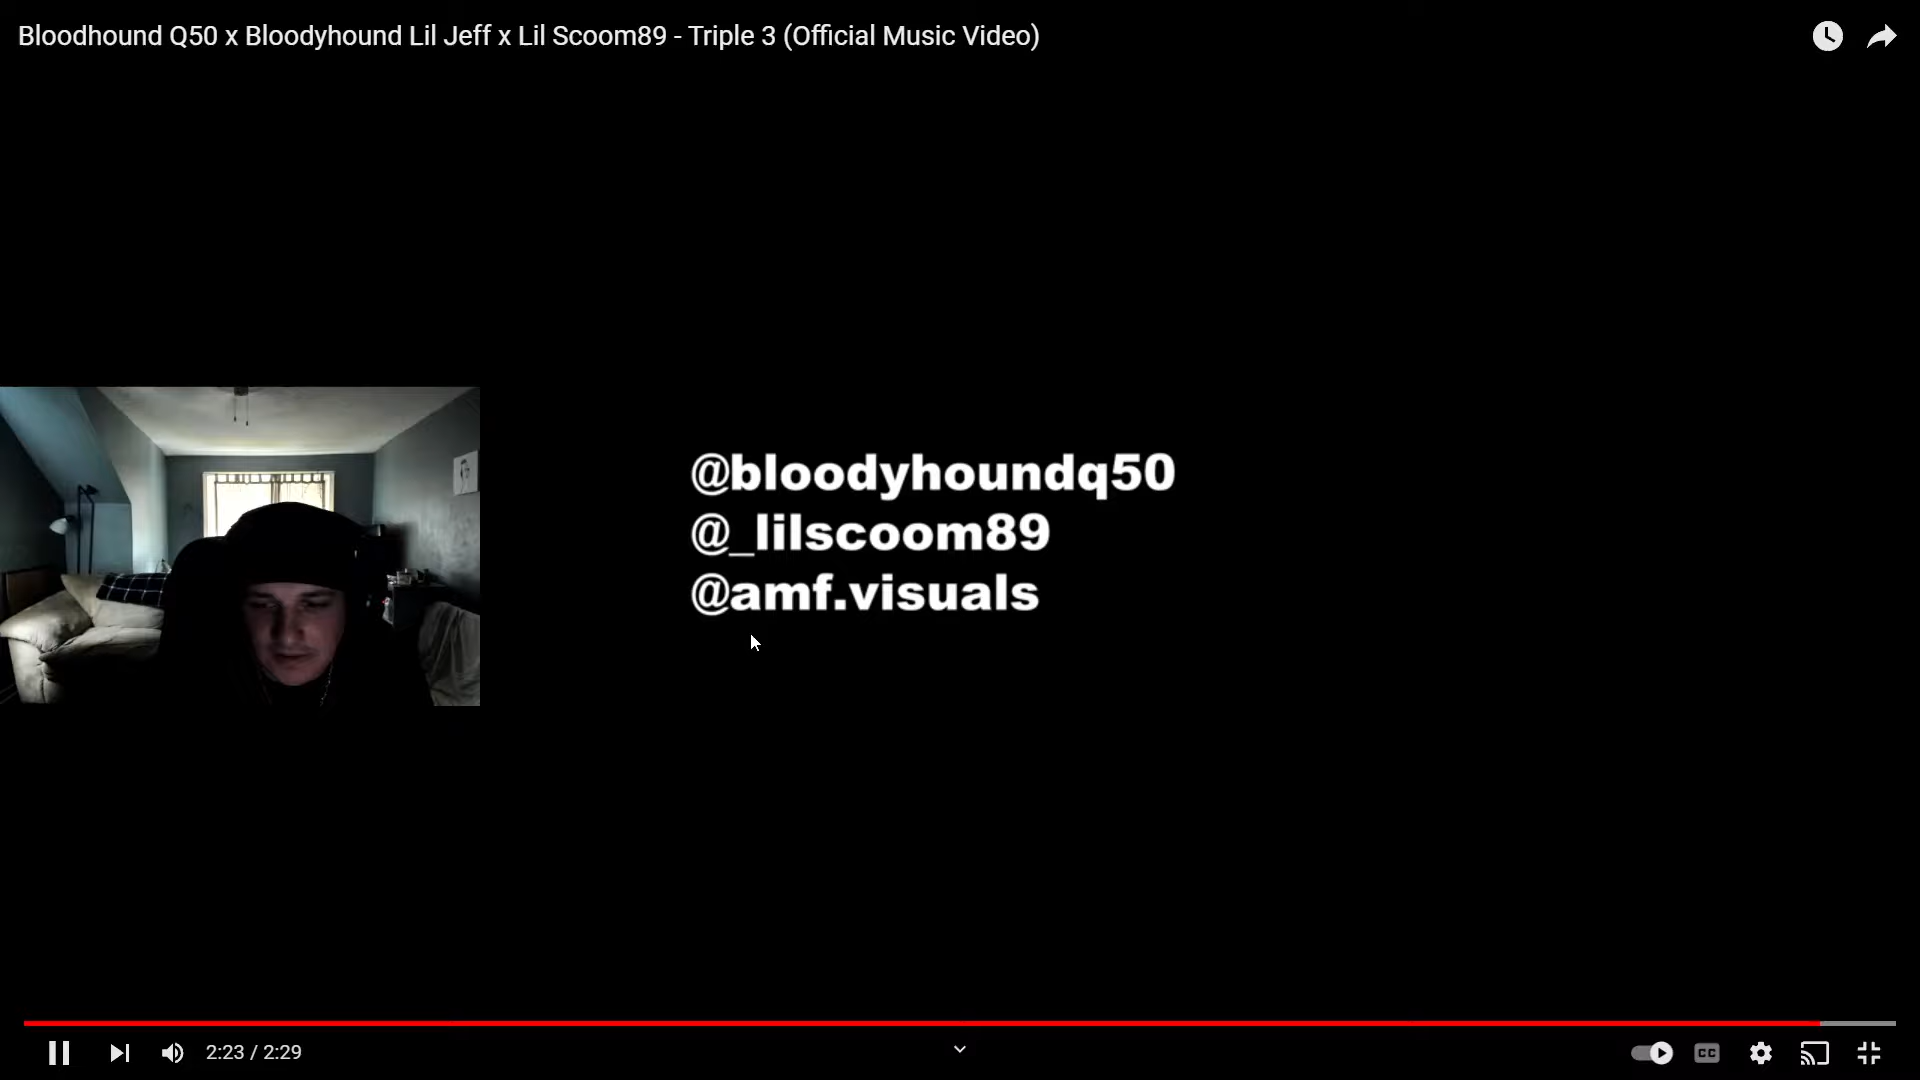 Bloodhound Q50 x Bloodyhound Lil Jeff x Lil Scoom89 - Triple 3 (Official Music Video)
@bloodyhoundq50
@_lilscoom89
@amf.visuals
2:23 / 2:29
CC